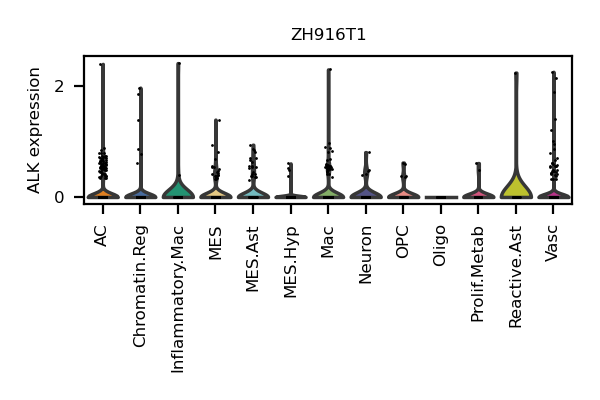 ZH916T1
ALK expression
2
0
AC
Chromatin.Reg
Inflammatory.Mac
MES
MES.Ast
MES.Hyp
Mac
Neuron
OPC
Oligo
Prolif.Metab
Reactive.Ast
Vasc